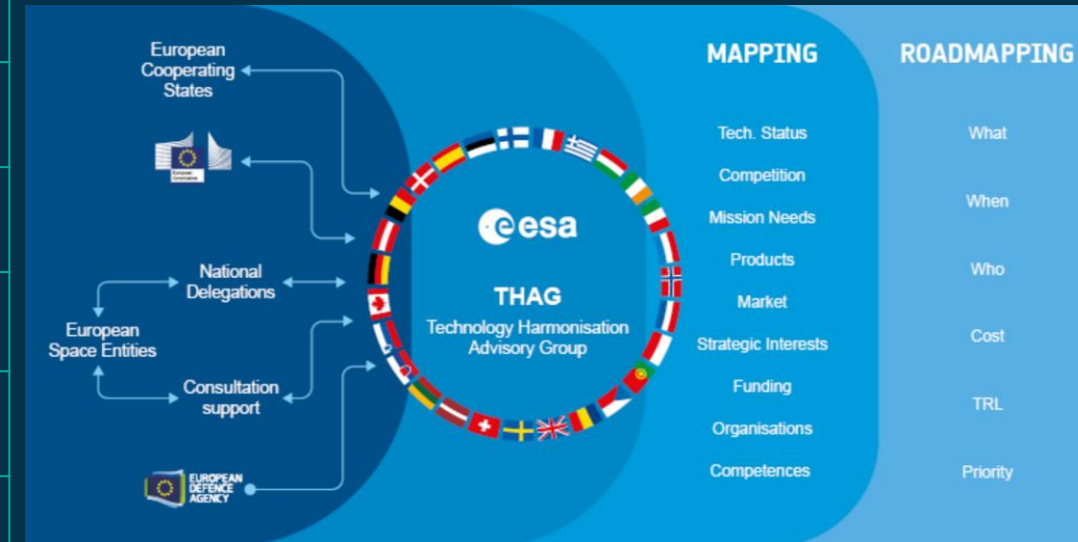 European
Cooperating
States
National
Delegations
European
Space Entities
Consultation
support
EUROPEAN
DEFENCE
AGENCY
esa
THAG
Technology Harmonisation
Advisory Group
MAPPING
Tech. Status
Competition
Mission Needs
Products
Market
Strategic Interests
Funding
Organisations
Competences
ROADMAPPING
What
When
Who
Cost
TRL
Priority